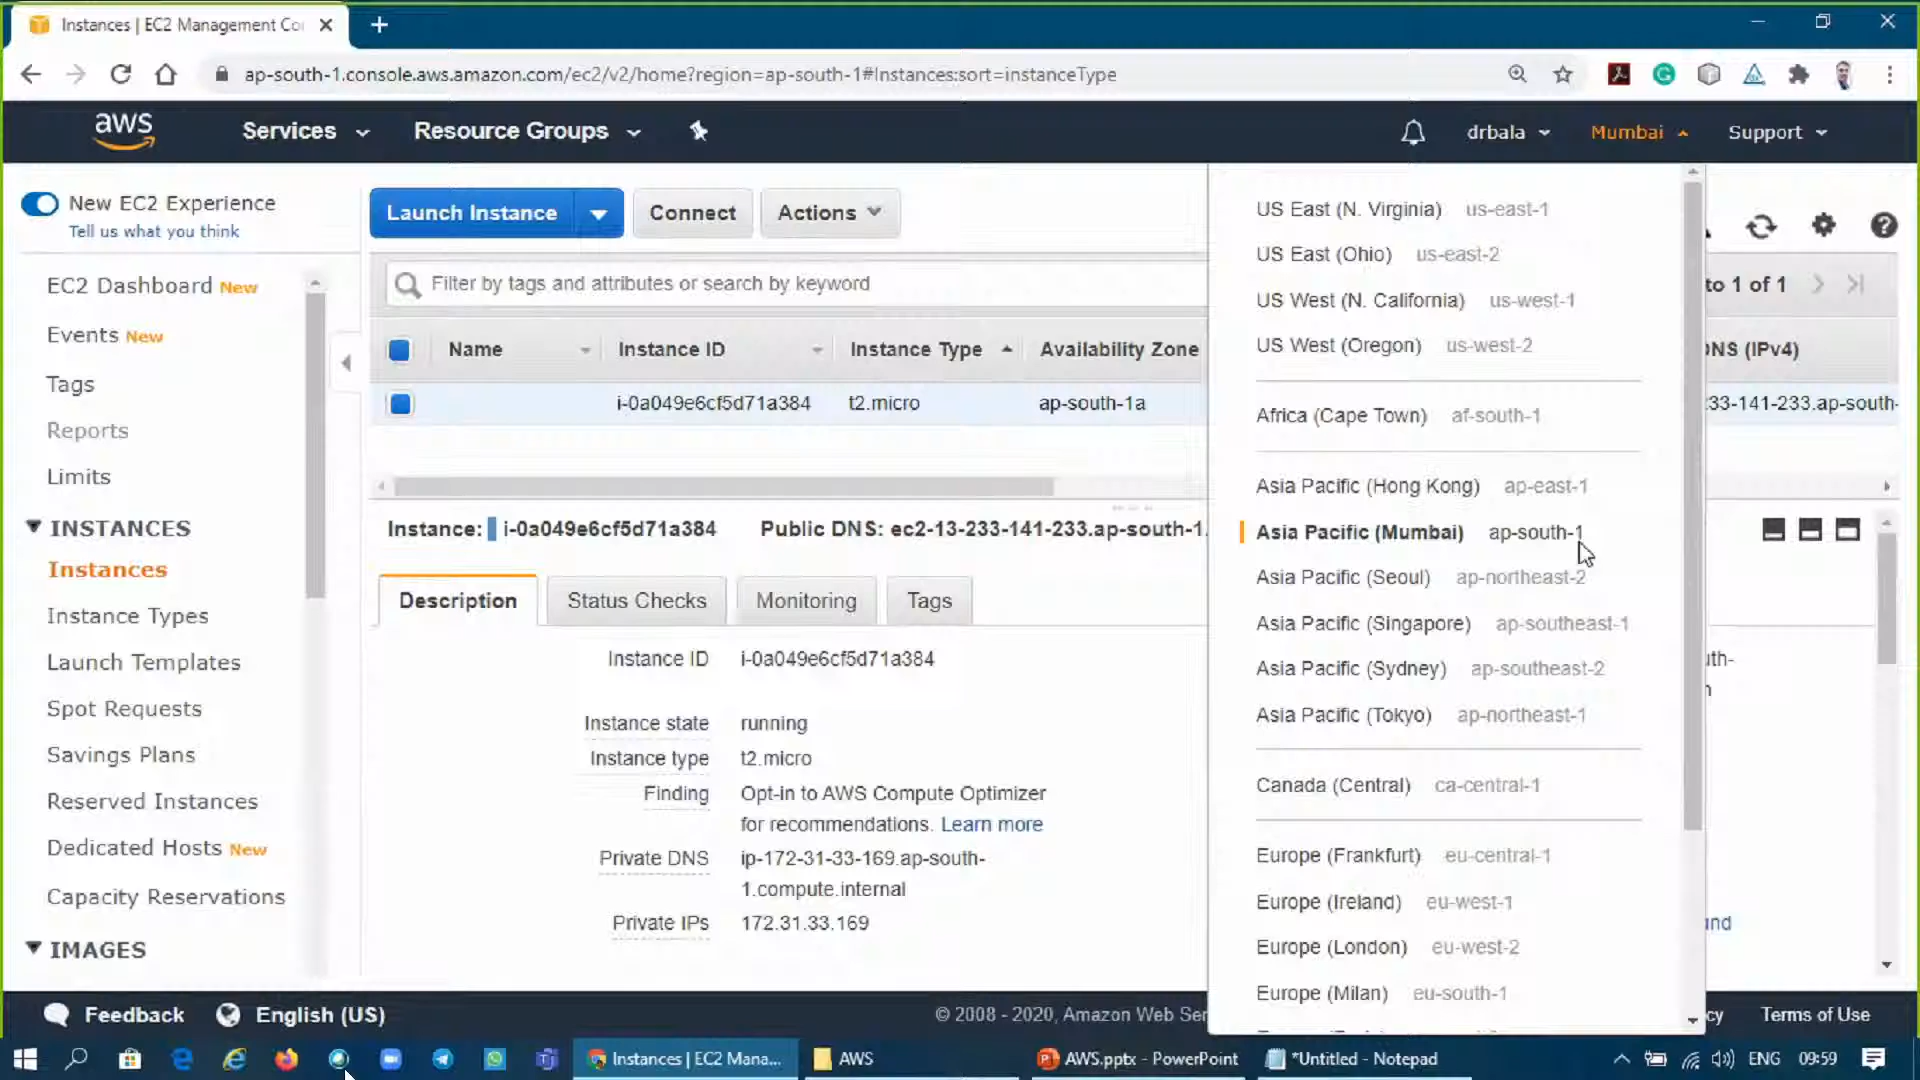 Instances | EC2 Management Co
ap-south-1.console.aws.amazon.com/ec2/v2/home?region=ap-south-1#Instances:sort=instanceType
aws Services Resource Groups drbala Mumbai Support
New EC2 Experience
Tell us what you think
EC2 Dashboard New
Events New
Tags
Reports
Limits
INSTANCES
Instances
Instance Types
Launch Templates
Spot Requests
Savings Plans
Reserved Instances
Dedicated Hosts New
Capacity Reservations
IMAGES
Launch Instance Connect Actions
Filter by tags and attributes or search by keyword
to 1 of 1
Name Instance ID Instance Type Availability Zone NS (IPv4)
i-0a049e6cf5d71a384 t2.micro ap-south-1a 33-141-233.ap-south-
Instance: i-0a049e6cf5d71a384 Public DNS: ec2-13-233-141-233.ap-south-1.
Description Status Checks Monitoring Tags
Instance ID i-0a049e6cf5d71a384
Instance state running
Instance type t2.micro
Finding Opt-in to AWS Compute Optimizer
for recommendations. Learn more
Private DNS ip-172-31-33-169.ap-south-
1.compute.internal
Private IPs 172.31.33.169
US East (N. Virginia) us-east-1
US East (Ohio) us-east-2
US West (N. California) us-west-1
US West (Oregon) us-west-2
Africa (Cape Town) af-south-1
Asia Pacific (Hong Kong) ap-east-1
Asia Pacific (Mumbai) ap-south-1
Asia Pacific (Seoul) ap-northeast-2
Asia Pacific (Singapore) ap-southeast-1
Asia Pacific (Sydney) ap-southeast-2
Asia Pacific (Tokyo) ap-northeast-1
Canada (Central) ca-central-1
Europe (Frankfurt) eu-central-1
Europe (Ireland) eu-west-1
Europe (London) eu-west-2
Europe (Milan) eu-south-1
Feedback English (US) © 2008 - 2020, Amazon Web Ser cy Terms of Use
Instances | EC2 Mana... AWS AWS.pptx - PowerPoint *Untitled - Notepad ENG 09:59